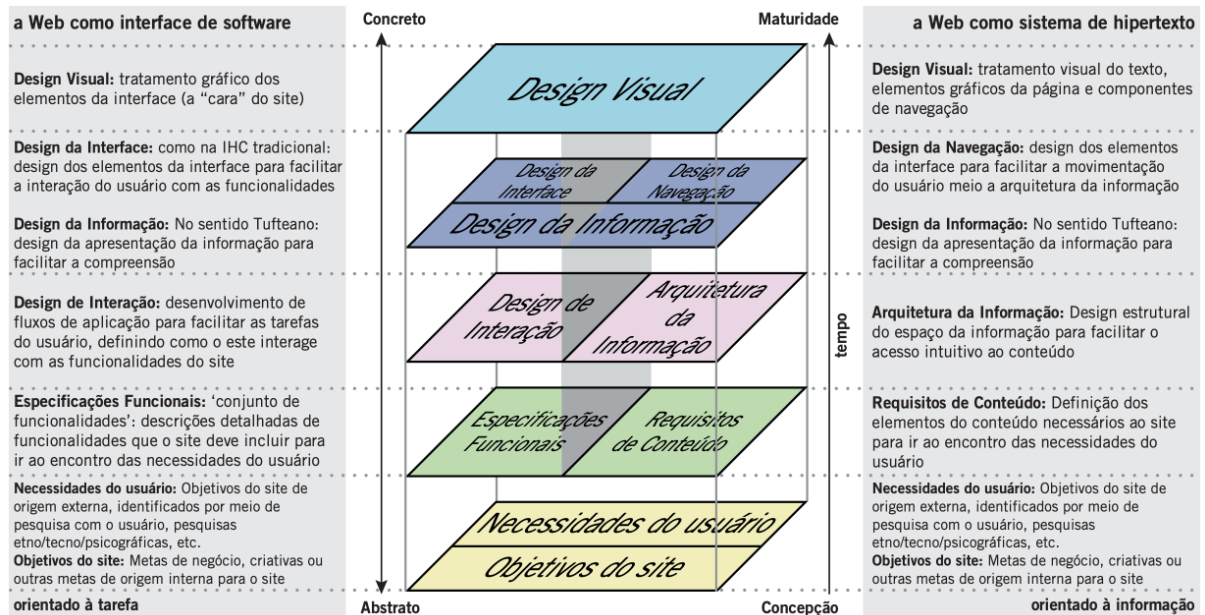 a Web como interface de software
Design Visual: tratamento gráfico dos
elementos da interface (a “cara” do site)
Design da Interface: como na IHC tradicional:
design dos elementos da interface para facilitar
a interação do usuário com as funcionalidades
Design da Informação: No sentido Tufteano:
design da apresentação da informação para
facilitar a compreensão
Design de Interação: desenvolvimento de
fluxos de aplicação para facilitar as tarefas
do usuário, definindo como o este interage
com as funcionalidades do site
Especificações Funcionais: ‘conjunto de
funcionalidades’: descrições detalhadas de
funcionalidades que o site deve incluir para
ir ao encontro das necessidades do usuário
Necessidades do usuário: Objetivos do site de
origem externa, identificados por meio de
pesquisa com o usuário, pesquisas
etno/tecno/psicográficas, etc.
Objetivos do site: Metas de negócio, criativas ou
outras metas de origem interna para o site
orientado à tarefa
Concreto
Maturidade
Design Visual
Design da
Interface
Design da
Navegação
Design da Informação
Design de
Interação
Arquitetura
da
Informação
Especificações
Funcionais
Requisitos
de Conteúdo
Necessidades do usuário
Objetivos do site
tempo
Abstrato
Concepção
a Web como sistema de hipertexto
Design Visual: tratamento visual do texto,
elementos gráficos da página e componentes
de navegação
Design da Navegação: design dos elementos
da interface para facilitar a movimentação
do usuário meio a arquitetura da informação
Design da Informação: No sentido Tufteano:
design da apresentação da informação para
facilitar a compreensão
Arquitetura da Informação: Design estrutural
do espaço da informação para facilitar o
acesso intuitivo ao conteúdo
Requisitos de Conteúdo: Definição dos
elementos do conteúdo necessários ao site
para ir ao encontro das necessidades do
usuário
Necessidades do usuário: Objetivos do site de
origem externa, identificados por meio de
pesquisa com o usuário, pesquisas
etno/tecno/psicográficas, etc.
Objetivos do site: Metas de negócio, criativas ou
outras metas de origem interna para o site
orientado à informação